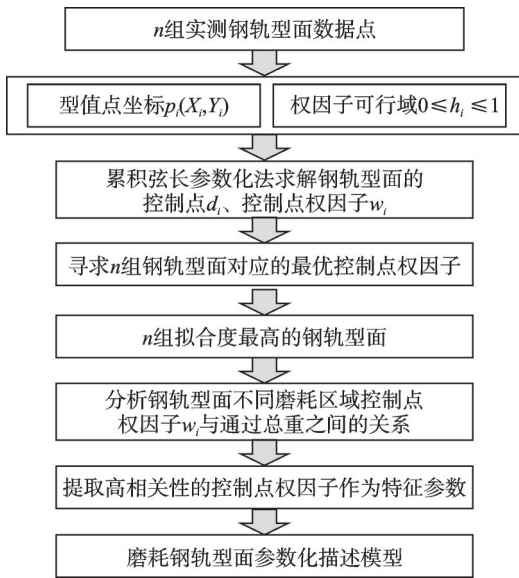 n组实测钢轨型面数据点
型值点坐标pᵢ(Xᵢ,Yᵢ)
权因子可行域0≤hᵢ≤1
累积弦长参数化法求解钢轨型面的
控制点dᵢ、控制点权因子wᵢ
寻求n组钢轨型面对应的最优控制点权因子
n组拟合度最高的钢轨型面
分析钢轨型面不同磨耗区域控制点
权因子wᵢ与通过总重之间的关系
提取高相关性的控制点权因子作为特征参数
磨耗钢轨型面参数化描述模型